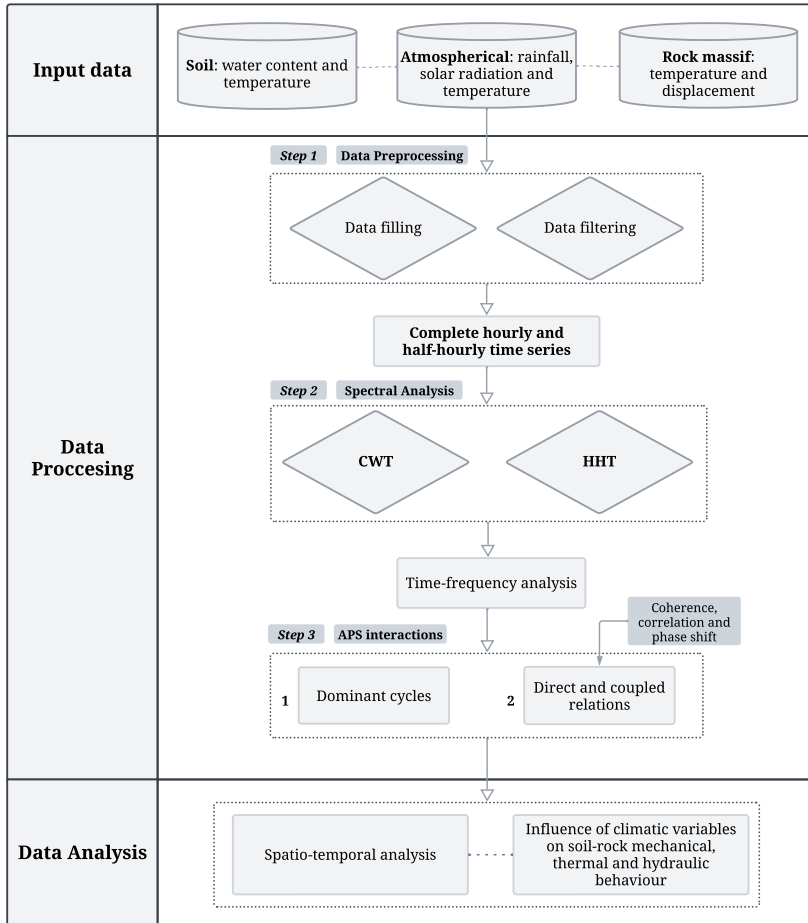 Input data
Soil: water content and
temperature
Atmospherical: rainfall,
solar radiation and
temperature
Rock massif:
temperature and
displacement
Data
Proccesing
Step 1
Data Preprocessing
Data filling
Data filtering
Complete hourly and
half-hourly time series
Step 2
Spectral Analysis
CWT
HHT
Time-frequency analysis
Coherence,
correlation and
phase shift
Step 3
APS interactions
1
Dominant cycles
2
Direct and coupled
relations
Data Analysis
Spatio-temporal analysis
Influence of climatic variables
on soil-rock mechanical,
thermal and hydraulic
behaviour